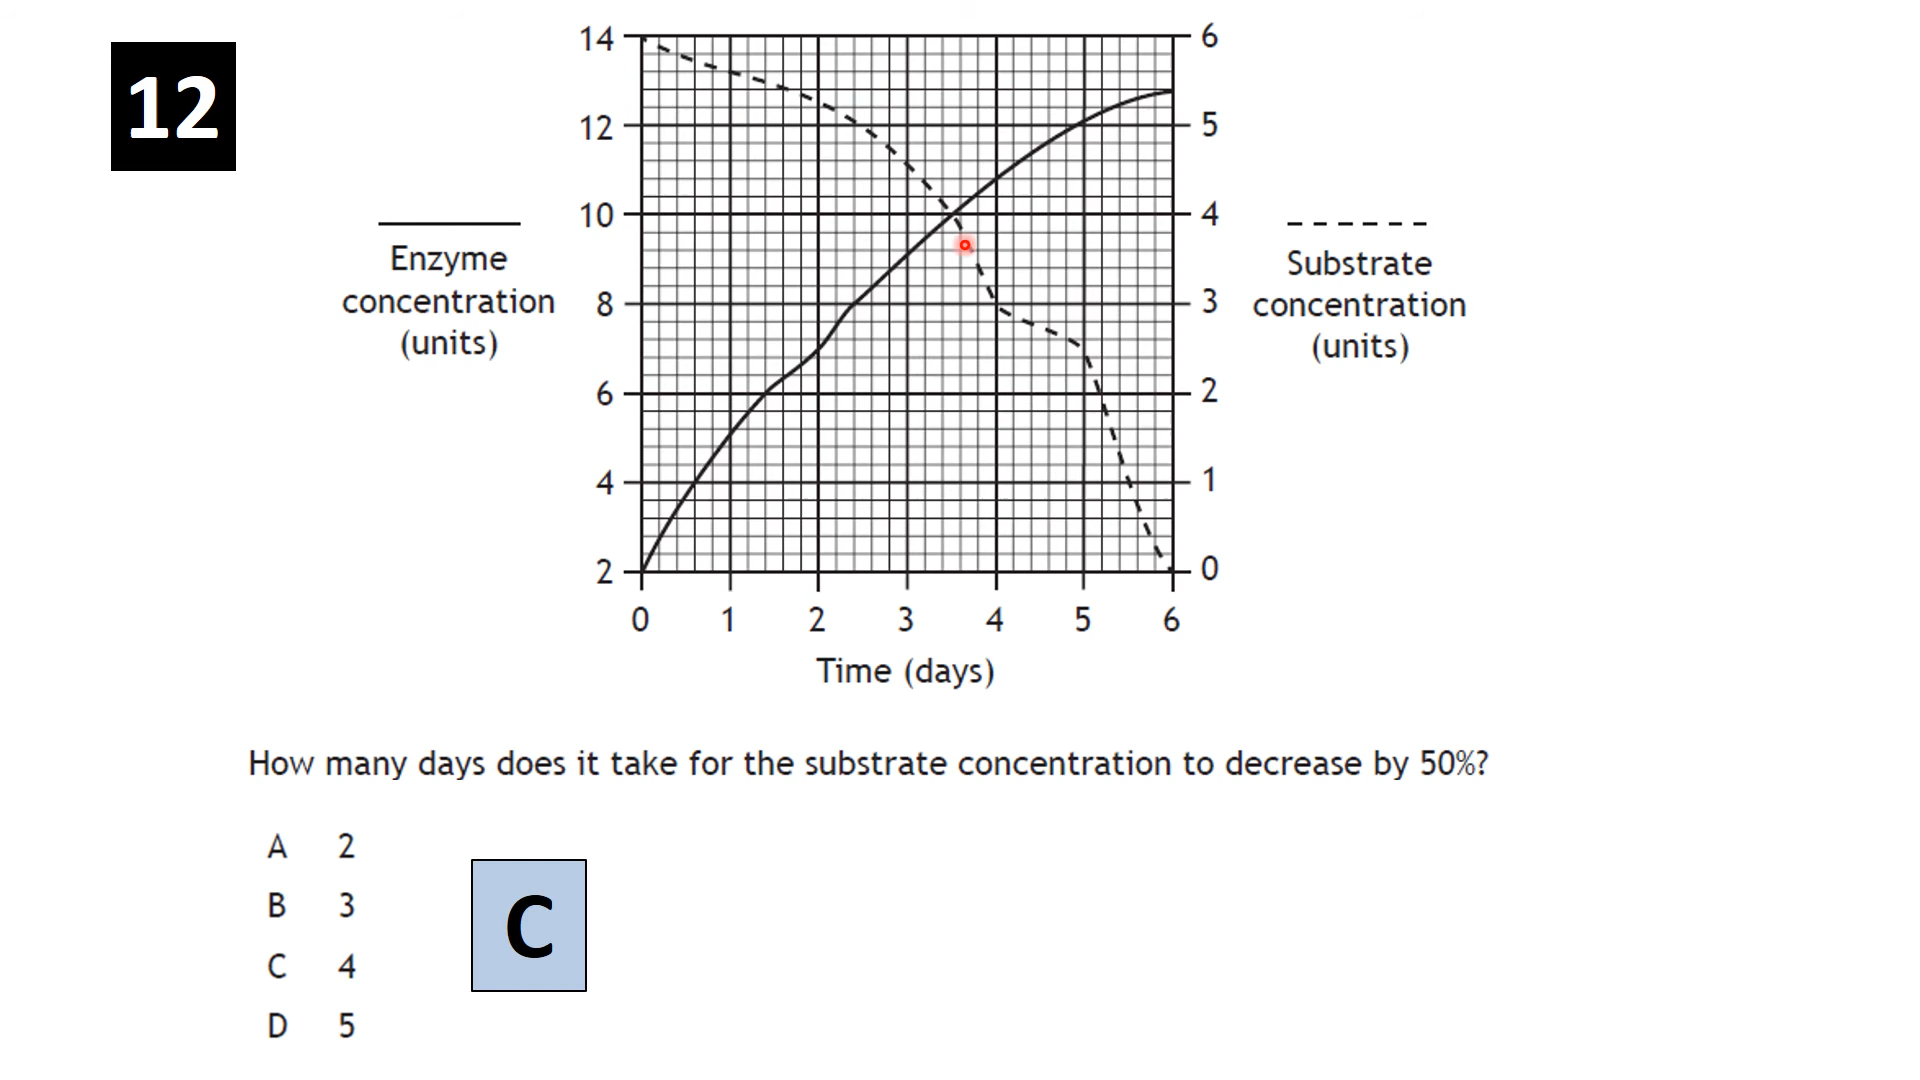 12
14
12
10
8
6
4
2
6
5
4
3
2
1
0
Enzyme
concentration
(units)
Substrate
concentration
(units)
0 1 2 3 4 5 6
Time (days)
How many days does it take for the substrate concentration to decrease by 50%?
A 2
B 3
C 4
D 5
C